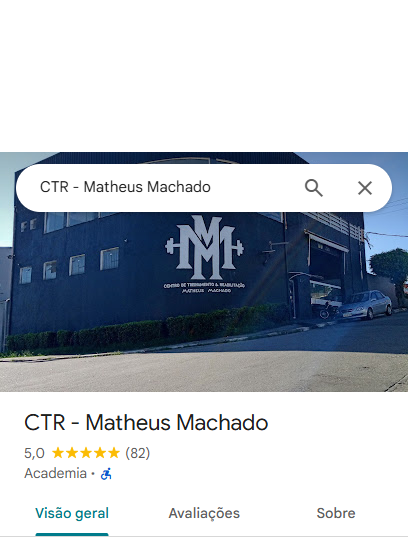 CTR - Matheus Machado
MM
CENTRO DE TREINAMENTO & REABILITAÇÃO
MATHEUS MACHADO
CTR - Matheus Machado
5,0 (82)
Academia ·
Visão geral Avaliações Sobre